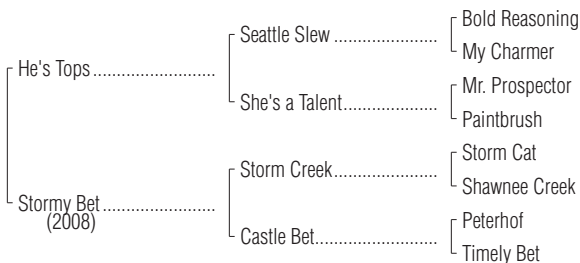 Bold Reasoning
Seattle Slew ........................
My Charmer
He's Tops ............................
Mr. Prospector
She's a Talent ......................
Paintbrush
Storm Cat
Storm Creek ........................
Shawnee Creek
Stormy Bet ..........................
(2008)
Peterhof
Castle Bet ............................
Timely Bet